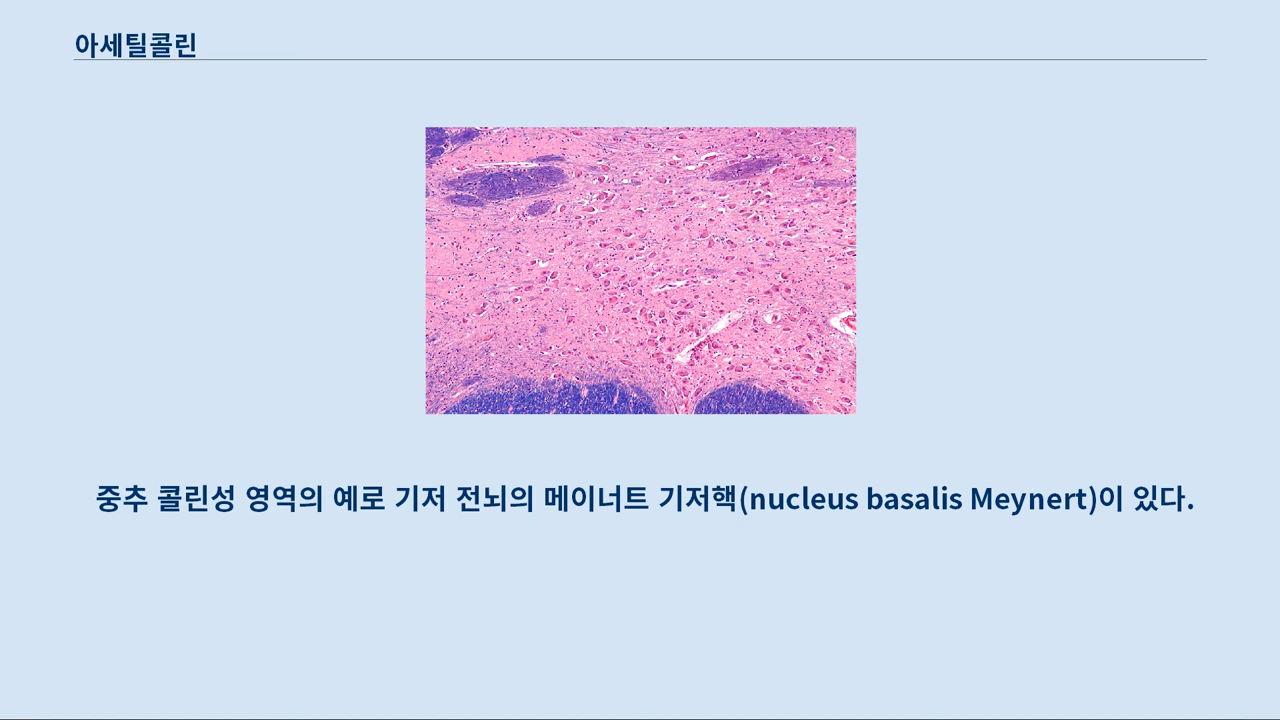 아세틸콜린
중추 콜린성 영역의 예로 기저 전뇌의 메이너트 기저핵(nucleus basalis Meynert)이 있다.